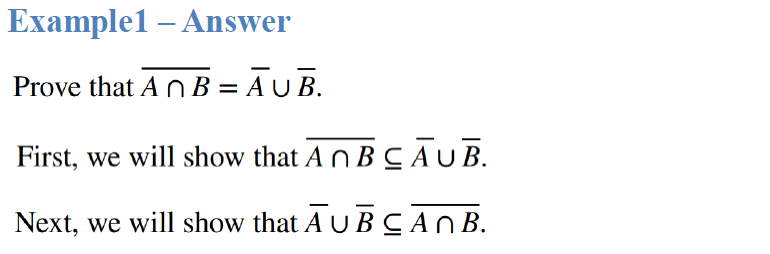 Example1 – Answer
Prove that $\overline{A \cap B} = \overline{A} \cup \overline{B}$.
First, we will show that $\overline{A \cap B} \subseteq \overline{A} \cup \overline{B}$.
Next, we will show that $\overline{A} \cup \overline{B} \subseteq \overline{A \cap B}$.